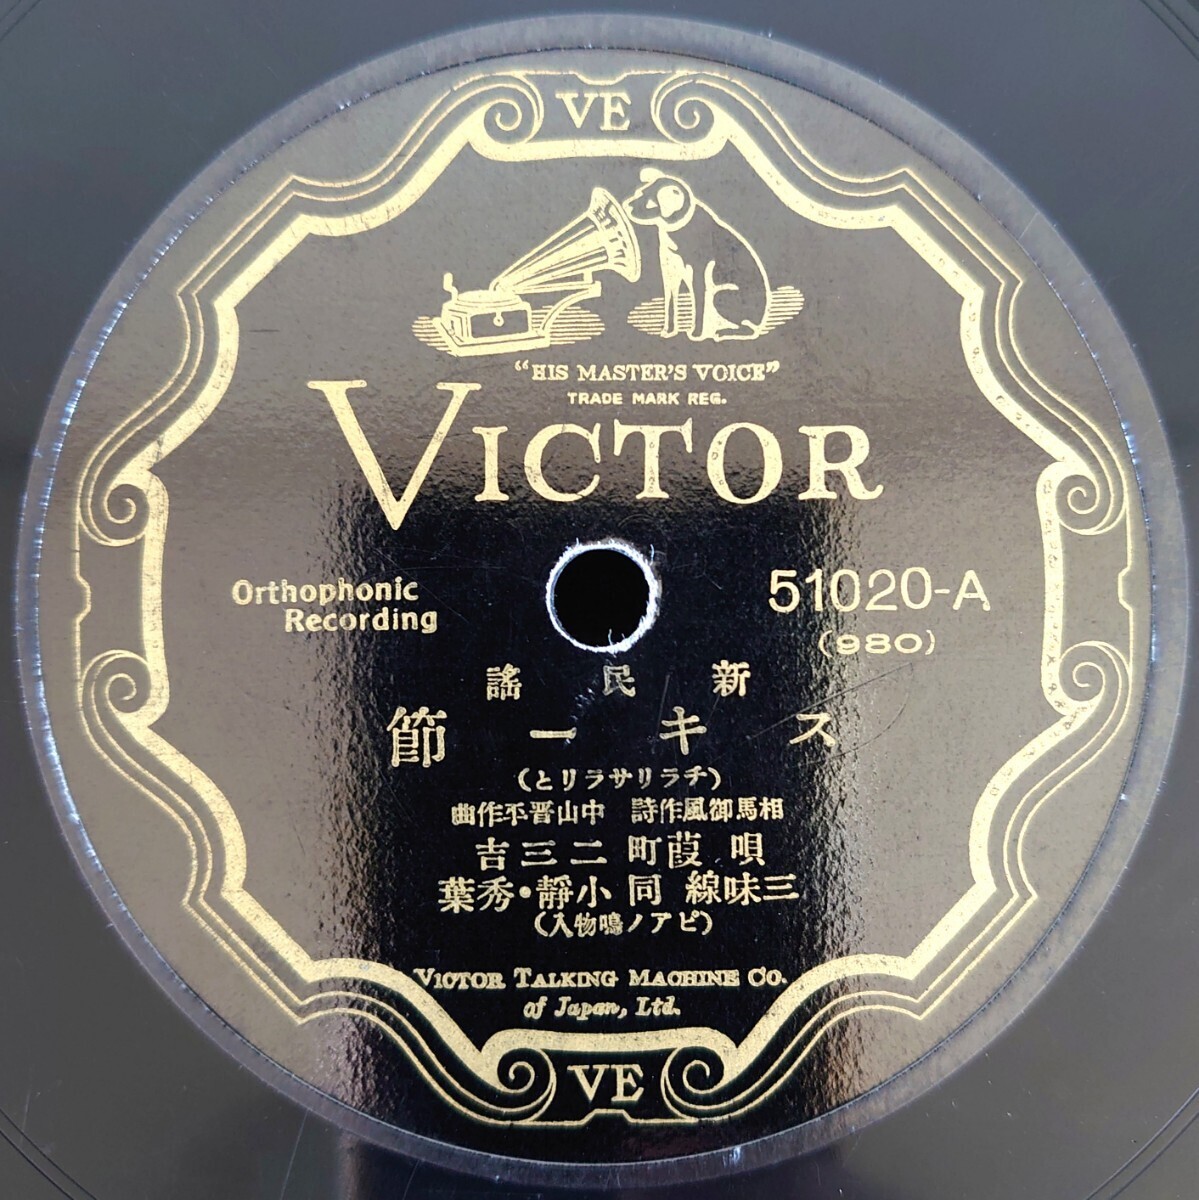 VE
"HIS MASTER'S VOICE"
TRADE MARK REG.
VICTOR
Orthophonic
Recording
51020-A
(980)
新民謠
スキー節
(チラリサラリと)
相馬御風作詩 中山晋平作曲
唄 葭町 二三吉
三味線 同 小靜・秀葉
(ピアノ鳴物入)
VICTOR TALKING MACHINE CO.
of Japan, Ltd.
VE